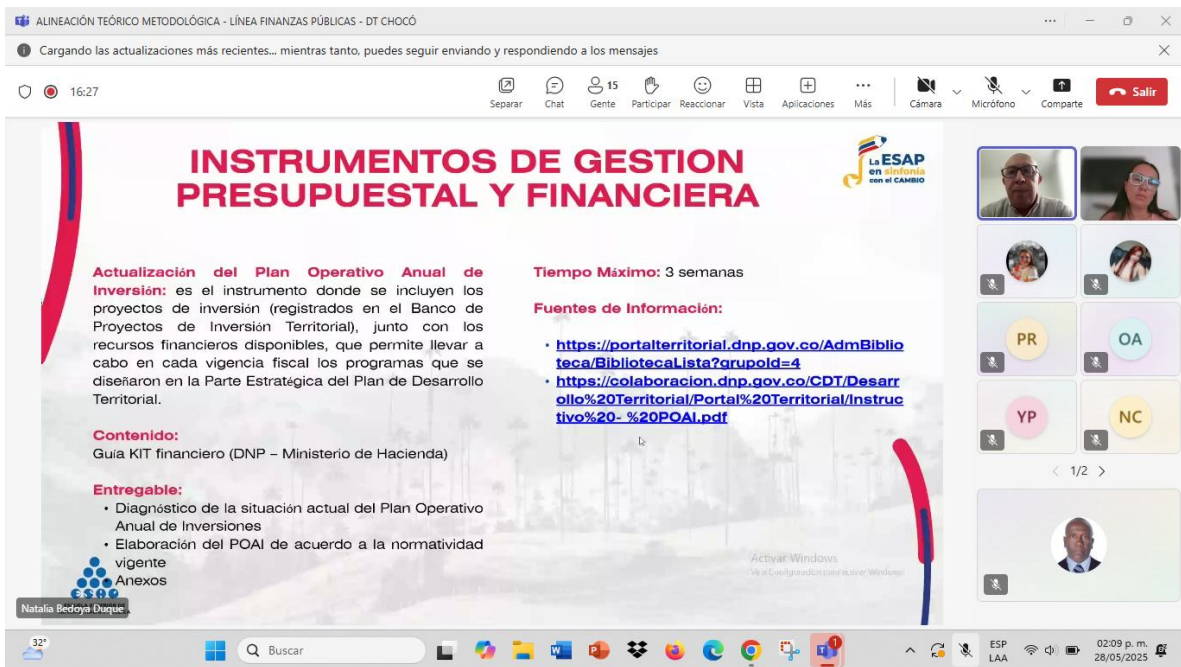 ALINEACIÓN TEÓRICO METODOLÓGICA - LÍNEA FINANZAS PÚBLICAS - DT CHOCÓ
Cargando las actualizaciones más recientes... mientras tanto, puedes seguir enviando y respondiendo a los mensajes
16:27
Separar
Chat
15
Gente
Participar
Reaccionar
Vista
Aplicaciones
Más
Cámara
Micrófono
Comparte
Salir
INSTRUMENTOS DE GESTION
PRESUPUESTAL Y FINANCIERA
La ESAP
en sinfonía
con el CAMBIO
Actualización del Plan Operativo Anual de
Inversión: es el instrumento donde se incluyen los
proyectos de inversión (registrados en el Banco de
Proyectos de Inversión Territorial), junto con los
recursos financieros disponibles, que permite llevar a
cabo en cada vigencia fiscal los programas que se
diseñaron en la Parte Estratégica del Plan de Desarrollo
Territorial.
Contenido:
Guía KIT financiero (DNP – Ministerio de Hacienda)
Entregable:
• Diagnóstico de la situación actual del Plan Operativo
Anual de Inversiones
• Elaboración del POAI de acuerdo a la normatividad
vigente
• Anexos
Tiempo Máximo: 3 semanas
Fuentes de Información:
• https://portalterritorial.dnp.gov.co/AdmBiblio
teca/BibliotecaLista?grupoId=4
• https://colaboracion.dnp.gov.co/CDT/Desarr
ollo%20Territorial/Portal%20Territorial/Instruc
tivo%20- %20POAI.pdf
Activar Windows
Ve a Configuración para activar Windows.
esap
Natalia Bedoya Duque
PR
OA
YP
NC
1/2
32°
Buscar
1
ESP
LAA
02:09 p. m.
28/05/2025